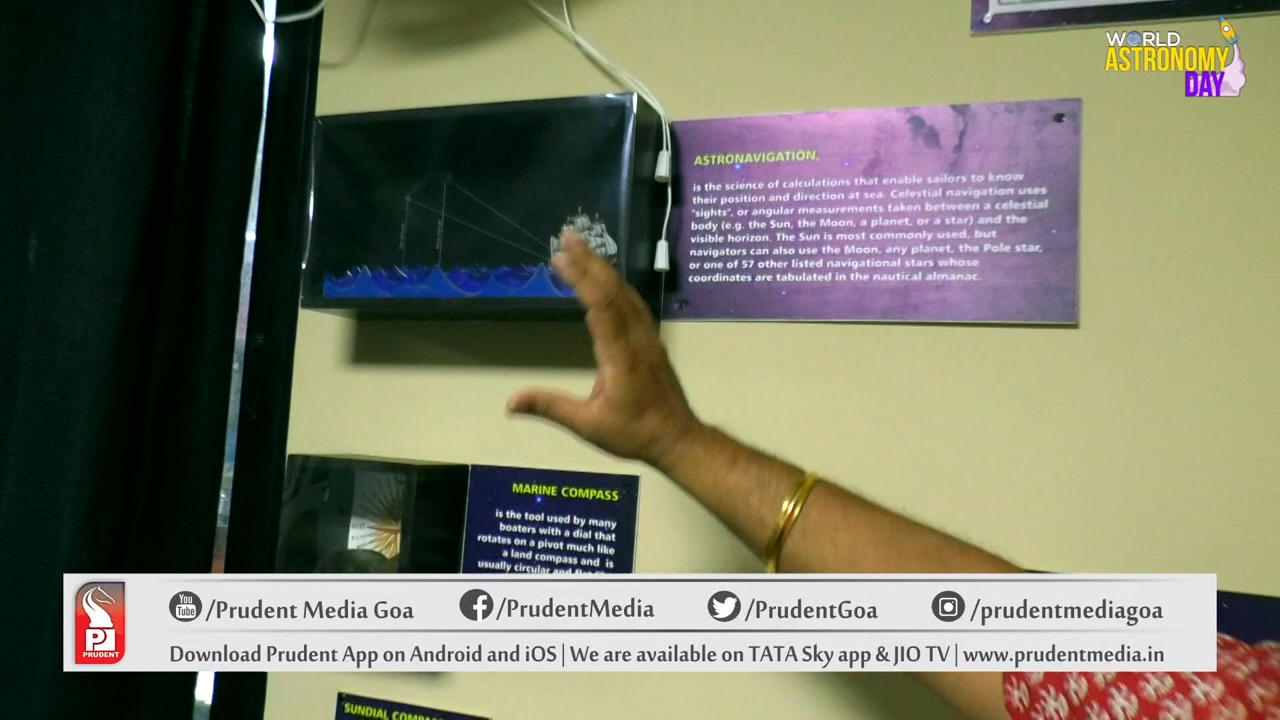 WORLD
ASTRONOMY
DAY
ASTRONAVIGATION,
is the science of calculations that enable sailors to know
their position and direction at sea. Celestial navigation uses
"sights", or angular measurements taken between a celestial
body (e.g. the Sun, the Moon, a planet, or a star) and the
visible horizon. The Sun is most commonly used, but
navigators can also use the Moon, any planet, the Pole star,
or one of 57 other listed navigational stars whose
coordinates are tabulated in the nautical almanac.
MARINE COMPASS
is the tool used by many
boaters with a dial that
rotates on a pivot much like
a land compass and is
usually circular and
You Tube /Prudent Media Goa
/PrudentMedia
/PrudentGoa
/prudentmediagoa
PRUDENT
Download Prudent App on Android and iOS | We are available on TATA Sky app & JIO TV | www.prudentmedia.in
SUNDIAL